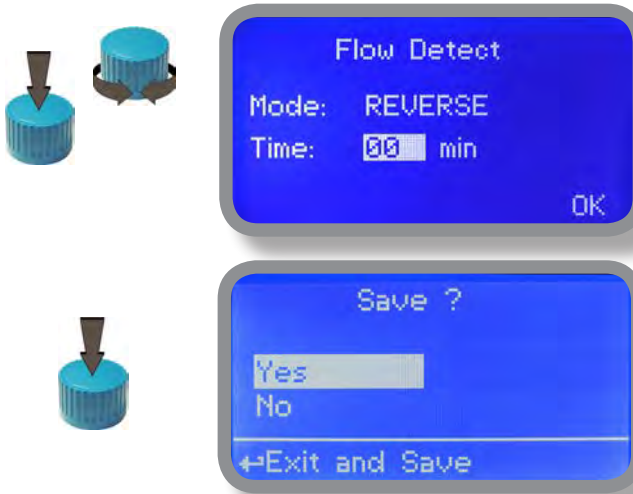 Flow Detect
Mode: REVERSE
Time: 00 min
OK
Save ?
Yes
No
↩Exit and Save